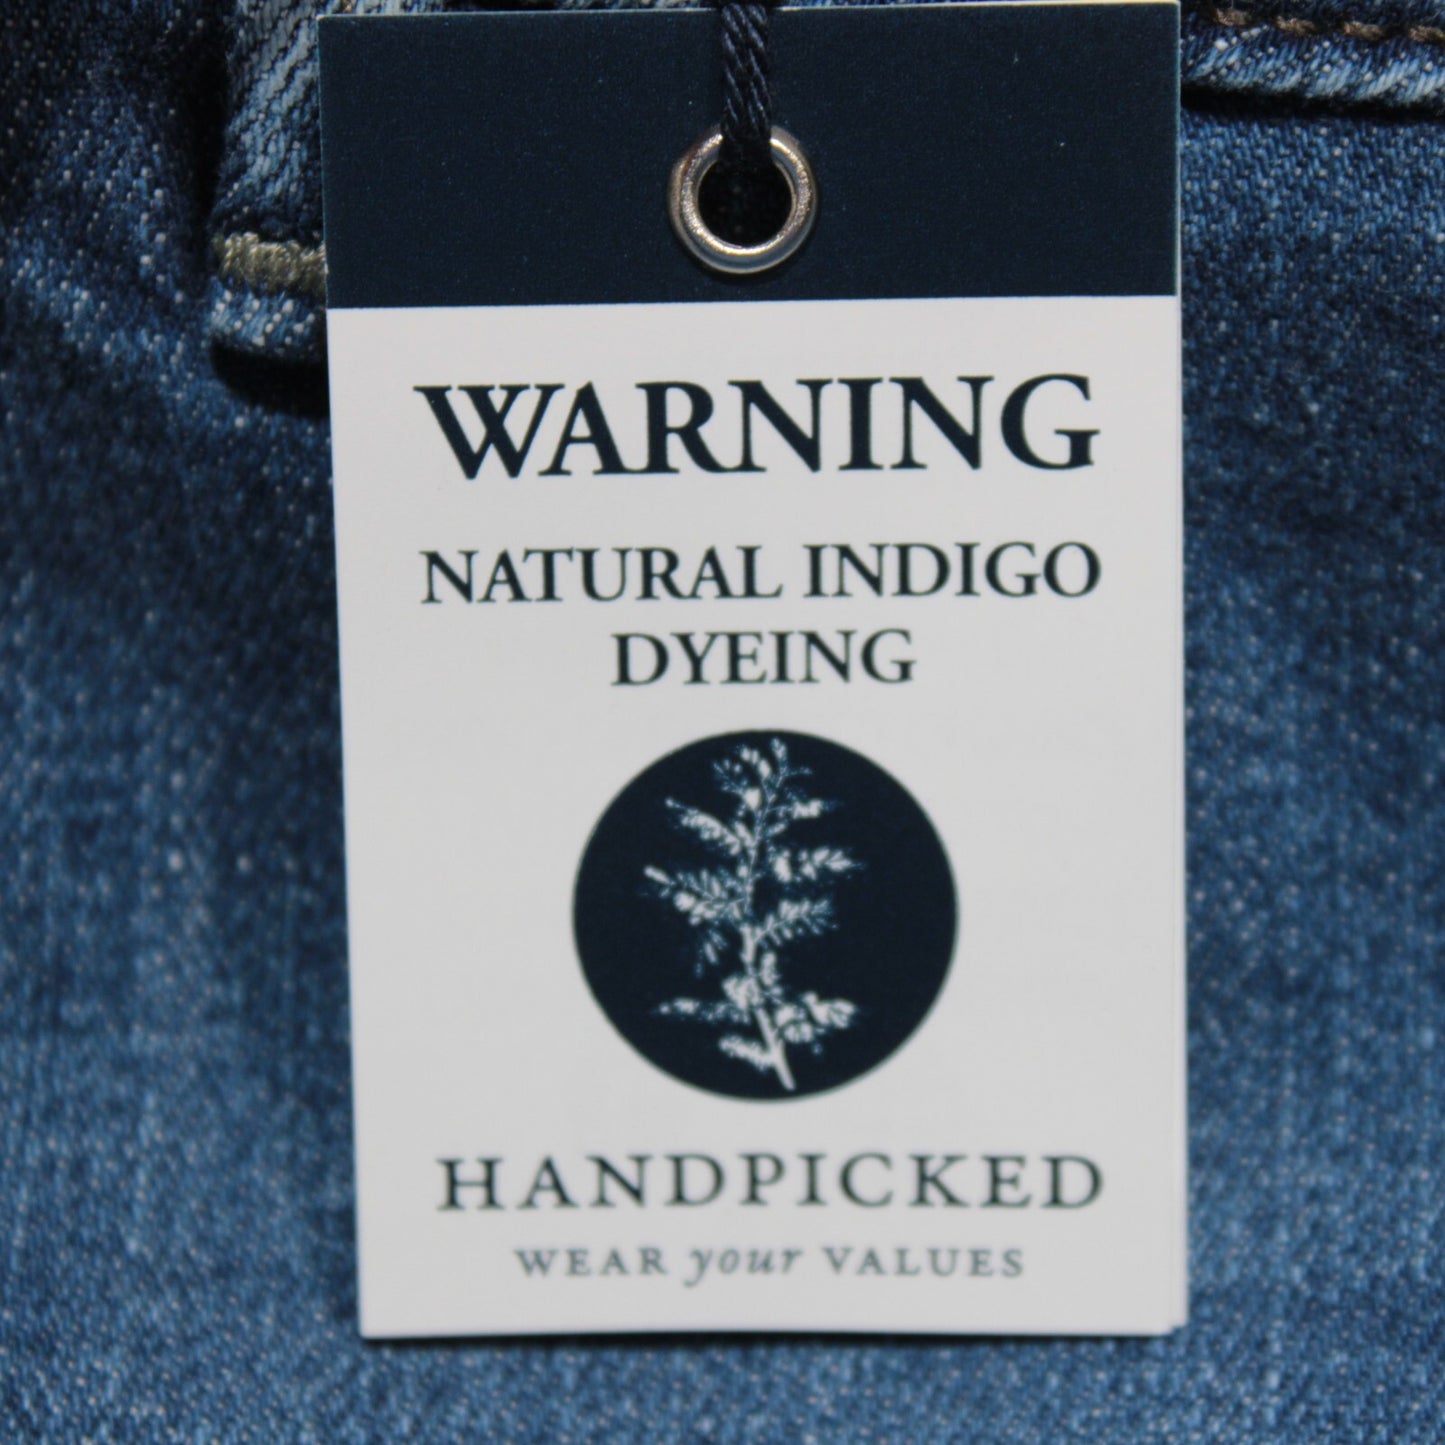 WARNING
NATURAL INDIGO
DYEING
HANDPICKED
WEAR your VALUES